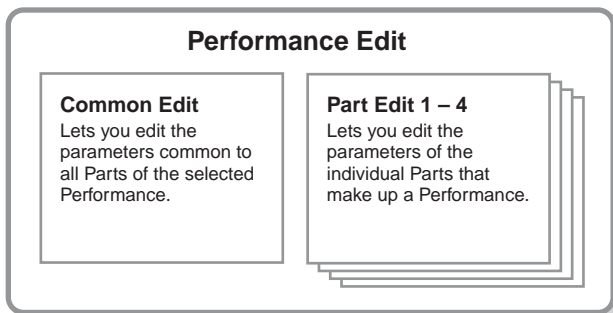 Performance Edit
Common Edit
Lets you edit the
parameters common to
all Parts of the selected
Performance.
Part Edit 1 – 4
Lets you edit the
parameters of the
individual Parts that
make up a Performance.